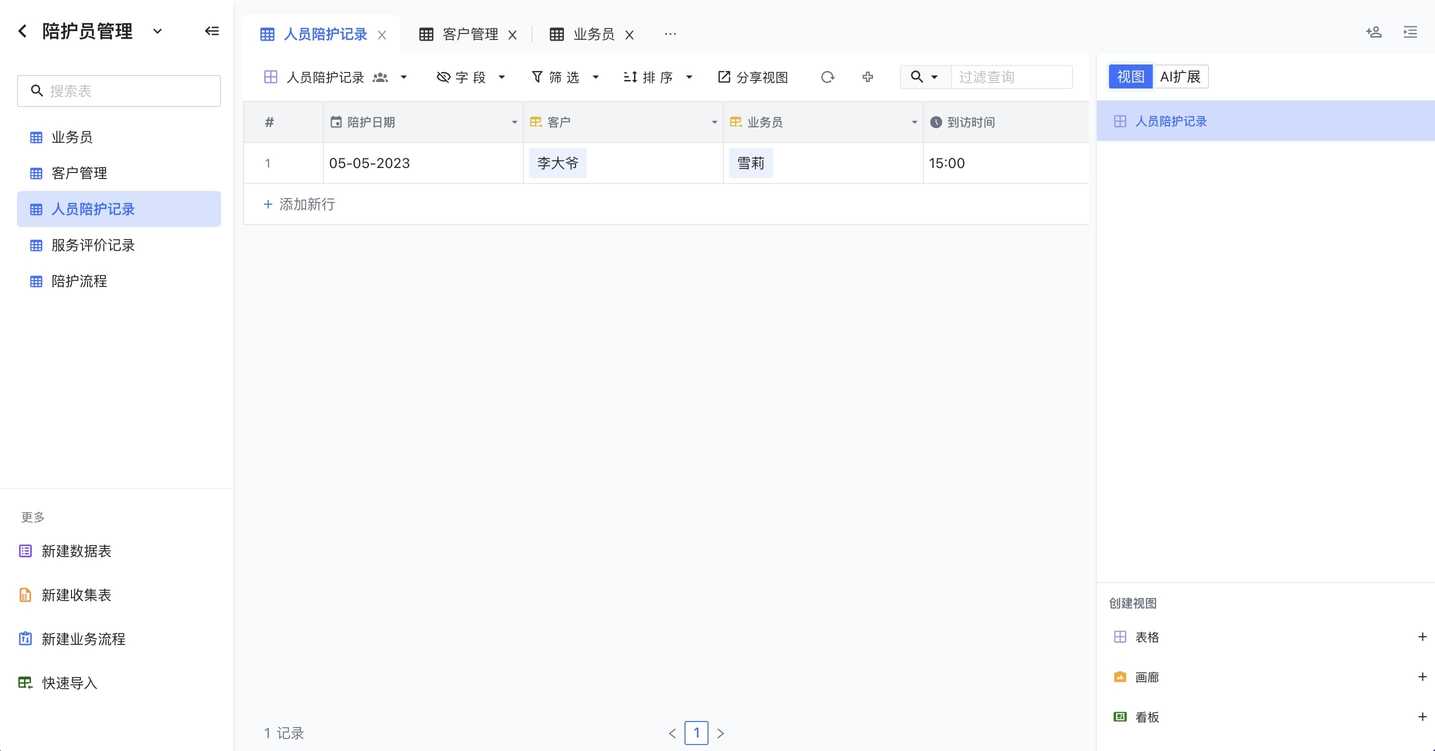 陪护员管理
搜索表
业务员
客户管理
人员陪护记录
服务评价记录
陪护流程
更多
新建数据表
新建收集表
新建业务流程
快速导入
人员陪护记录 客户管理 业务员 ···
人员陪护记录 字段 筛选 排序 分享视图 过滤查询
# 陪护日期 客户 业务员 到访时间
1 05-05-2023 李大爷 雪莉 15:00
+ 添加新行
1 记录
< 1 >
视图 AI扩展
人员陪护记录
创建视图
表格 +
画廊 +
看板 +